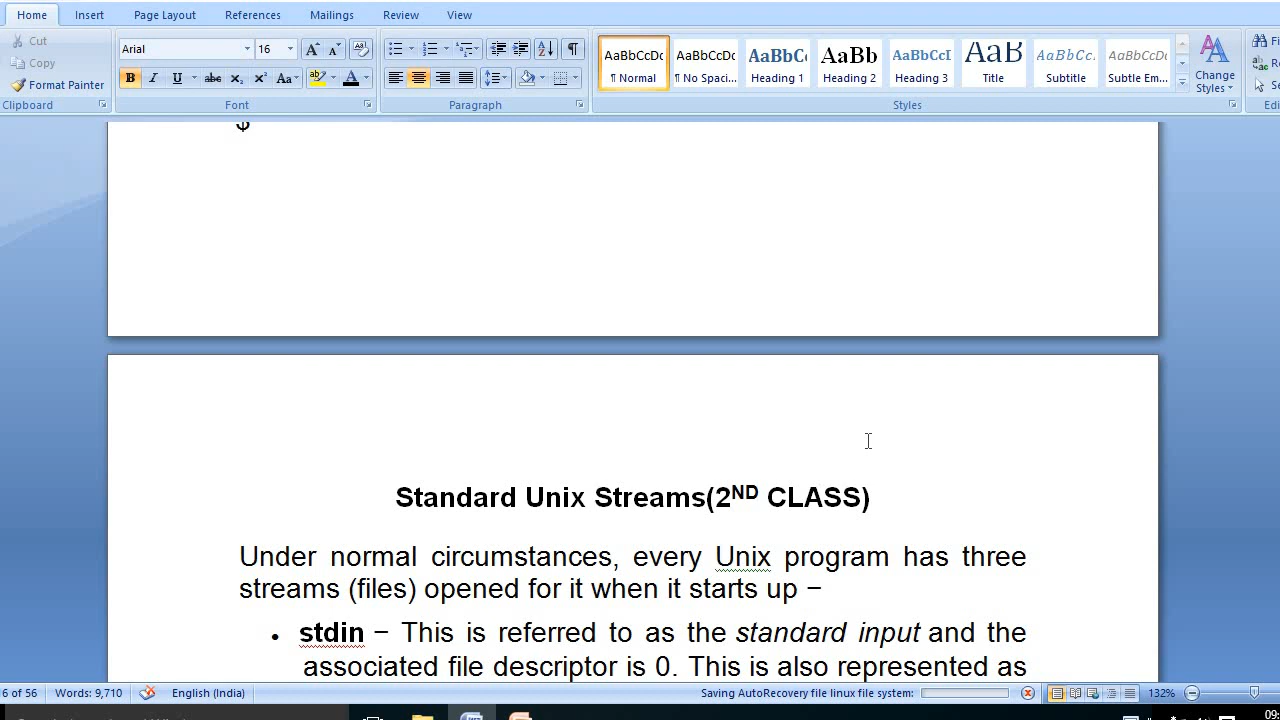 Home Insert Page Layout References Mailings Review View
Cut
Copy
Format Painter
Clipboard
Arial 16
B I U abc x₂ x² Aa
Font
Paragraph
AaBbCcDc AaBbCcDc AaBbC AaBb AaBbCcI AaB AaBbCc. AaBbCcDc
¶ Normal ¶ No Spaci... Heading 1 Heading 2 Heading 3 Title Subtitle Subtle Em...
Change
Styles
Styles
$
Standard Unix Streams(2ND CLASS)
Under normal circumstances, every Unix program has three
streams (files) opened for it when it starts up −
• stdin − This is referred to as the standard input and the
associated file descriptor is 0. This is also represented as
6 of 56 Words: 9,710 English (India) Saving AutoRecovery file linux file system: 132%